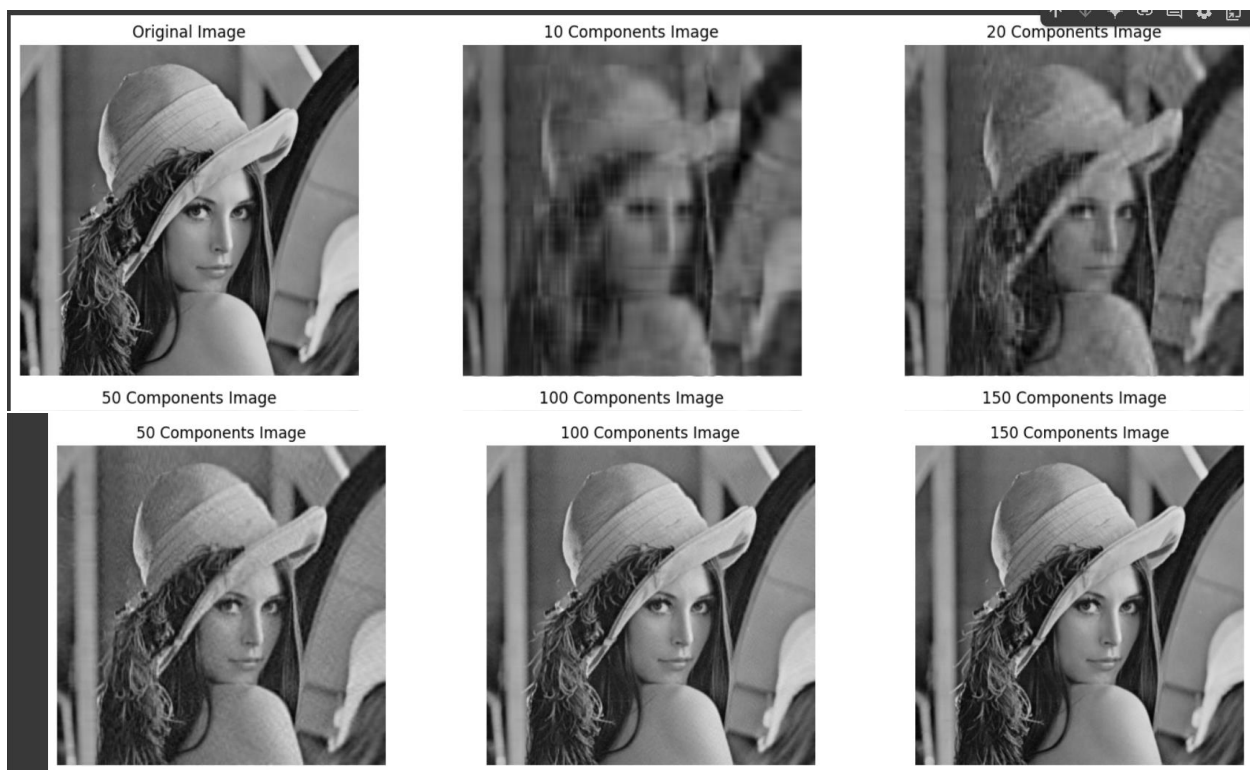 Original Image
10 Components Image
20 Components Image
50 Components Image
100 Components Image
150 Components Image
50 Components Image
100 Components Image
150 Components Image